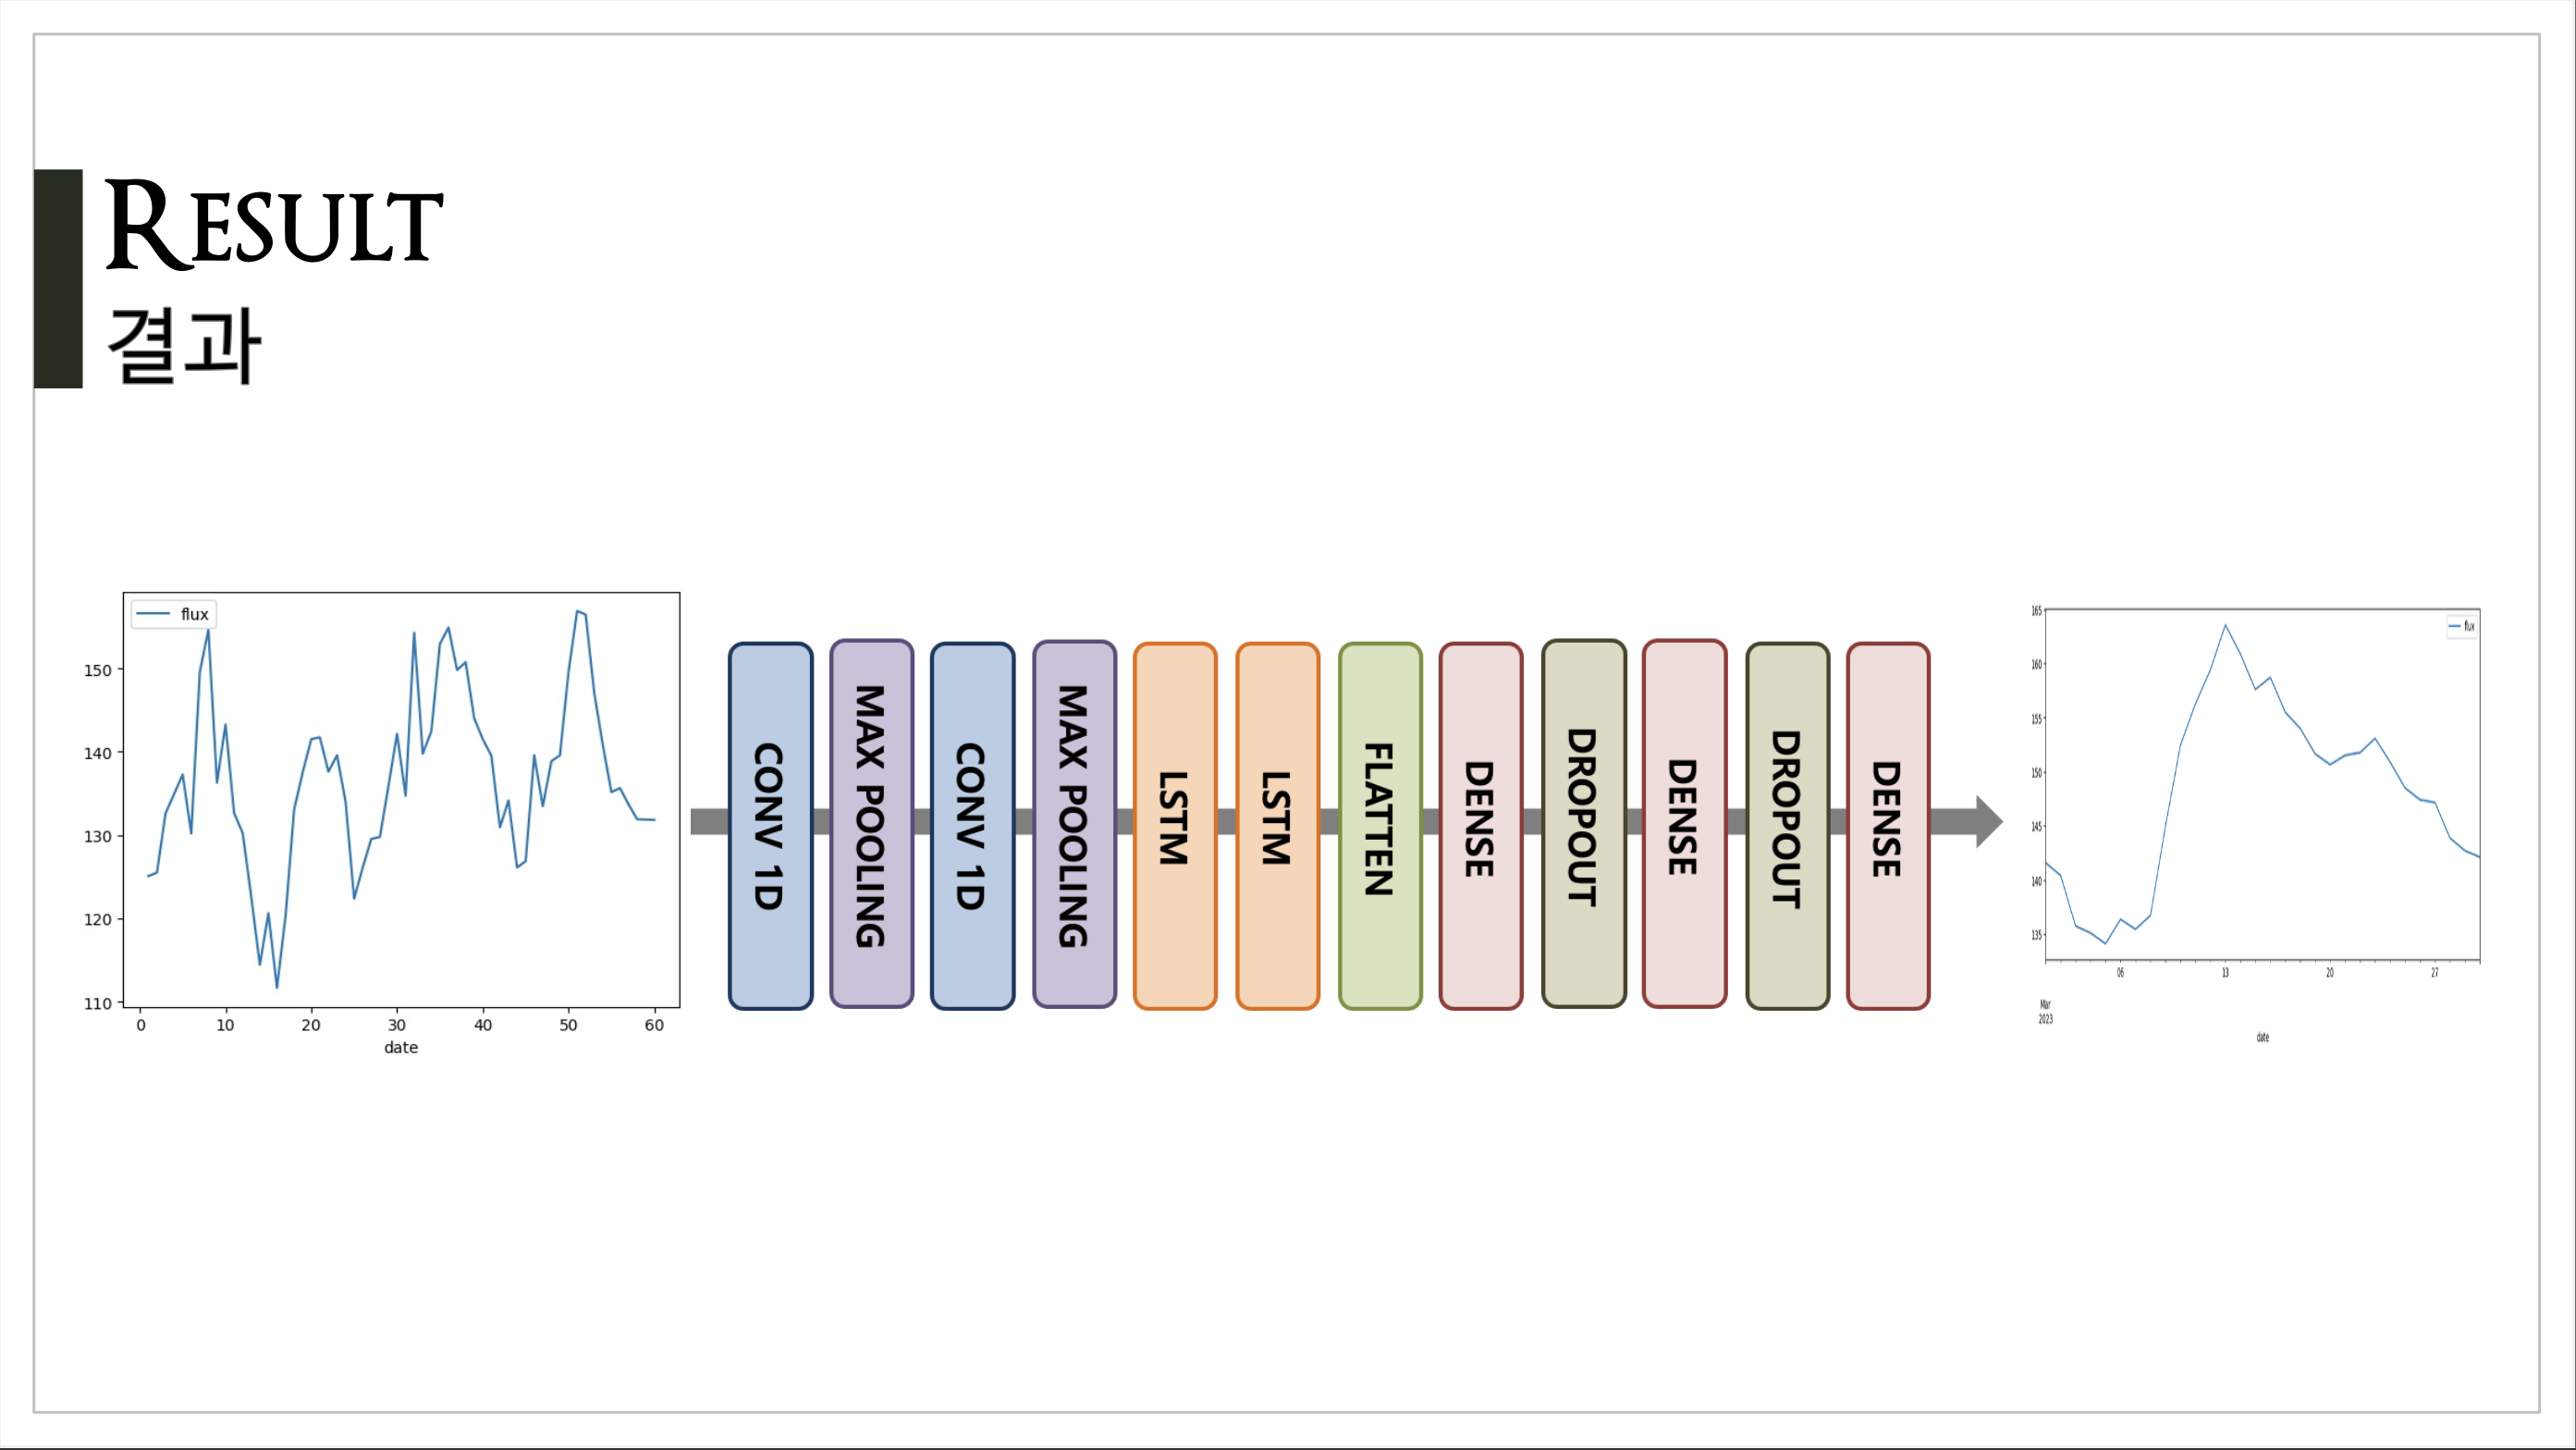 RESULT
결과
flux
150
140
130
120
110
0 10 20 30 40 50 60
date
CONV 1D
MAX POOLING
CONV 1D
MAX POOLING
LSTM
LSTM
FLATTEN
DENSE
DROPOUT
DENSE
DROPOUT
DENSE
flux
165
160
155
150
145
140
135
06 13 20 27
Mar
2023
date